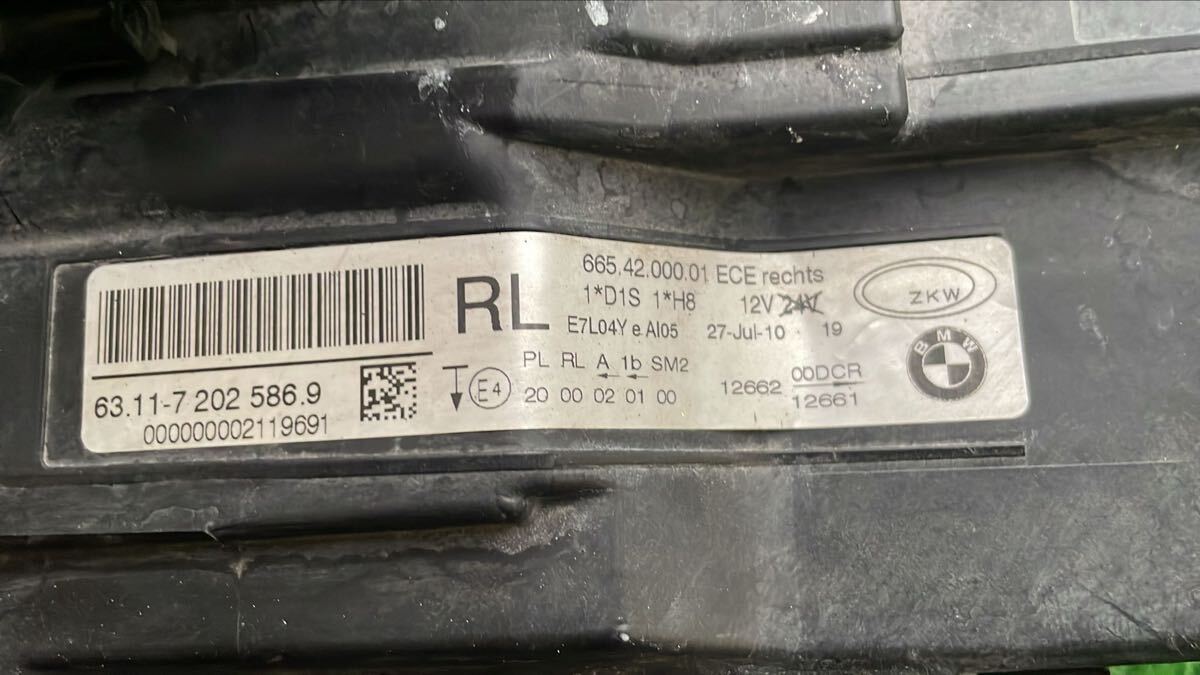 63.11-7 202 586.9
000000002119691
RL
665.42.000.01 ECE rechts
1*D1S 1*H8 12V 24V
E7L04Y e AI05 27-Jul-10 19
PL RL A 1b SM2
E4 20 00 02 01 00
12662 00DCR
12661
ZKW
BMW